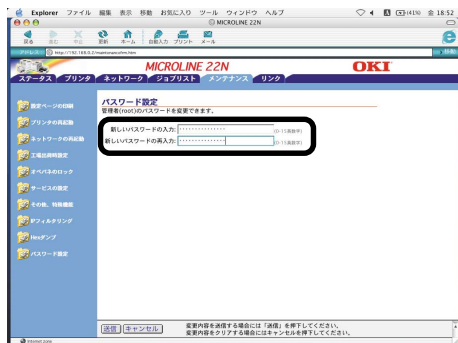 Explorer ファイル 編集 表示 移動 お気に入り ツール ウィンドウ ヘルプ (41%) 金 18:52
MICROLINE 22N
戻る 進む 中止 更新 ホーム 自動入力 プリント メール
アドレス: http://192.168.0.2/
移動
MICROLINE 22N
OKI
ステータス プリンタ ネットワーク ジョブリスト メンテナンス リンク
設定ページの印刷
プリンタの再起動
ネットワークの再起動
工場出荷時設定
オペパネのロック
サービスの設定
その他、特殊機能
IPフィルタリング
Hexダンプ
パスワード設定
パスワード設定
管理者(root)のパスワードを変更できます。
新しいパスワードの入力: ・・・・・・・・・・・・・・・ (0-15英数字)
新しいパスワードの再入力: ・・・・・・・・・・・・・・・ (0-15英数字)
送信 キャンセル
変更内容を送信する場合には「送信」を押下してください。
変更内容をクリアする場合にはキャンセルを押下してください。
Internet zone